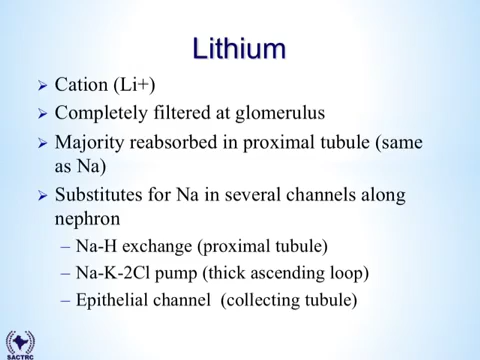 Lithium
➢ Cation (Li+)
➢ Completely filtered at glomerulus
➢ Majority reabsorbed in proximal tubule (same
as Na)
➢ Substitutes for Na in several channels along
nephron
– Na-H exchange (proximal tubule)
– Na-K-2Cl pump (thick ascending loop)
– Epithelial channel (collecting tubule)
SACTRC